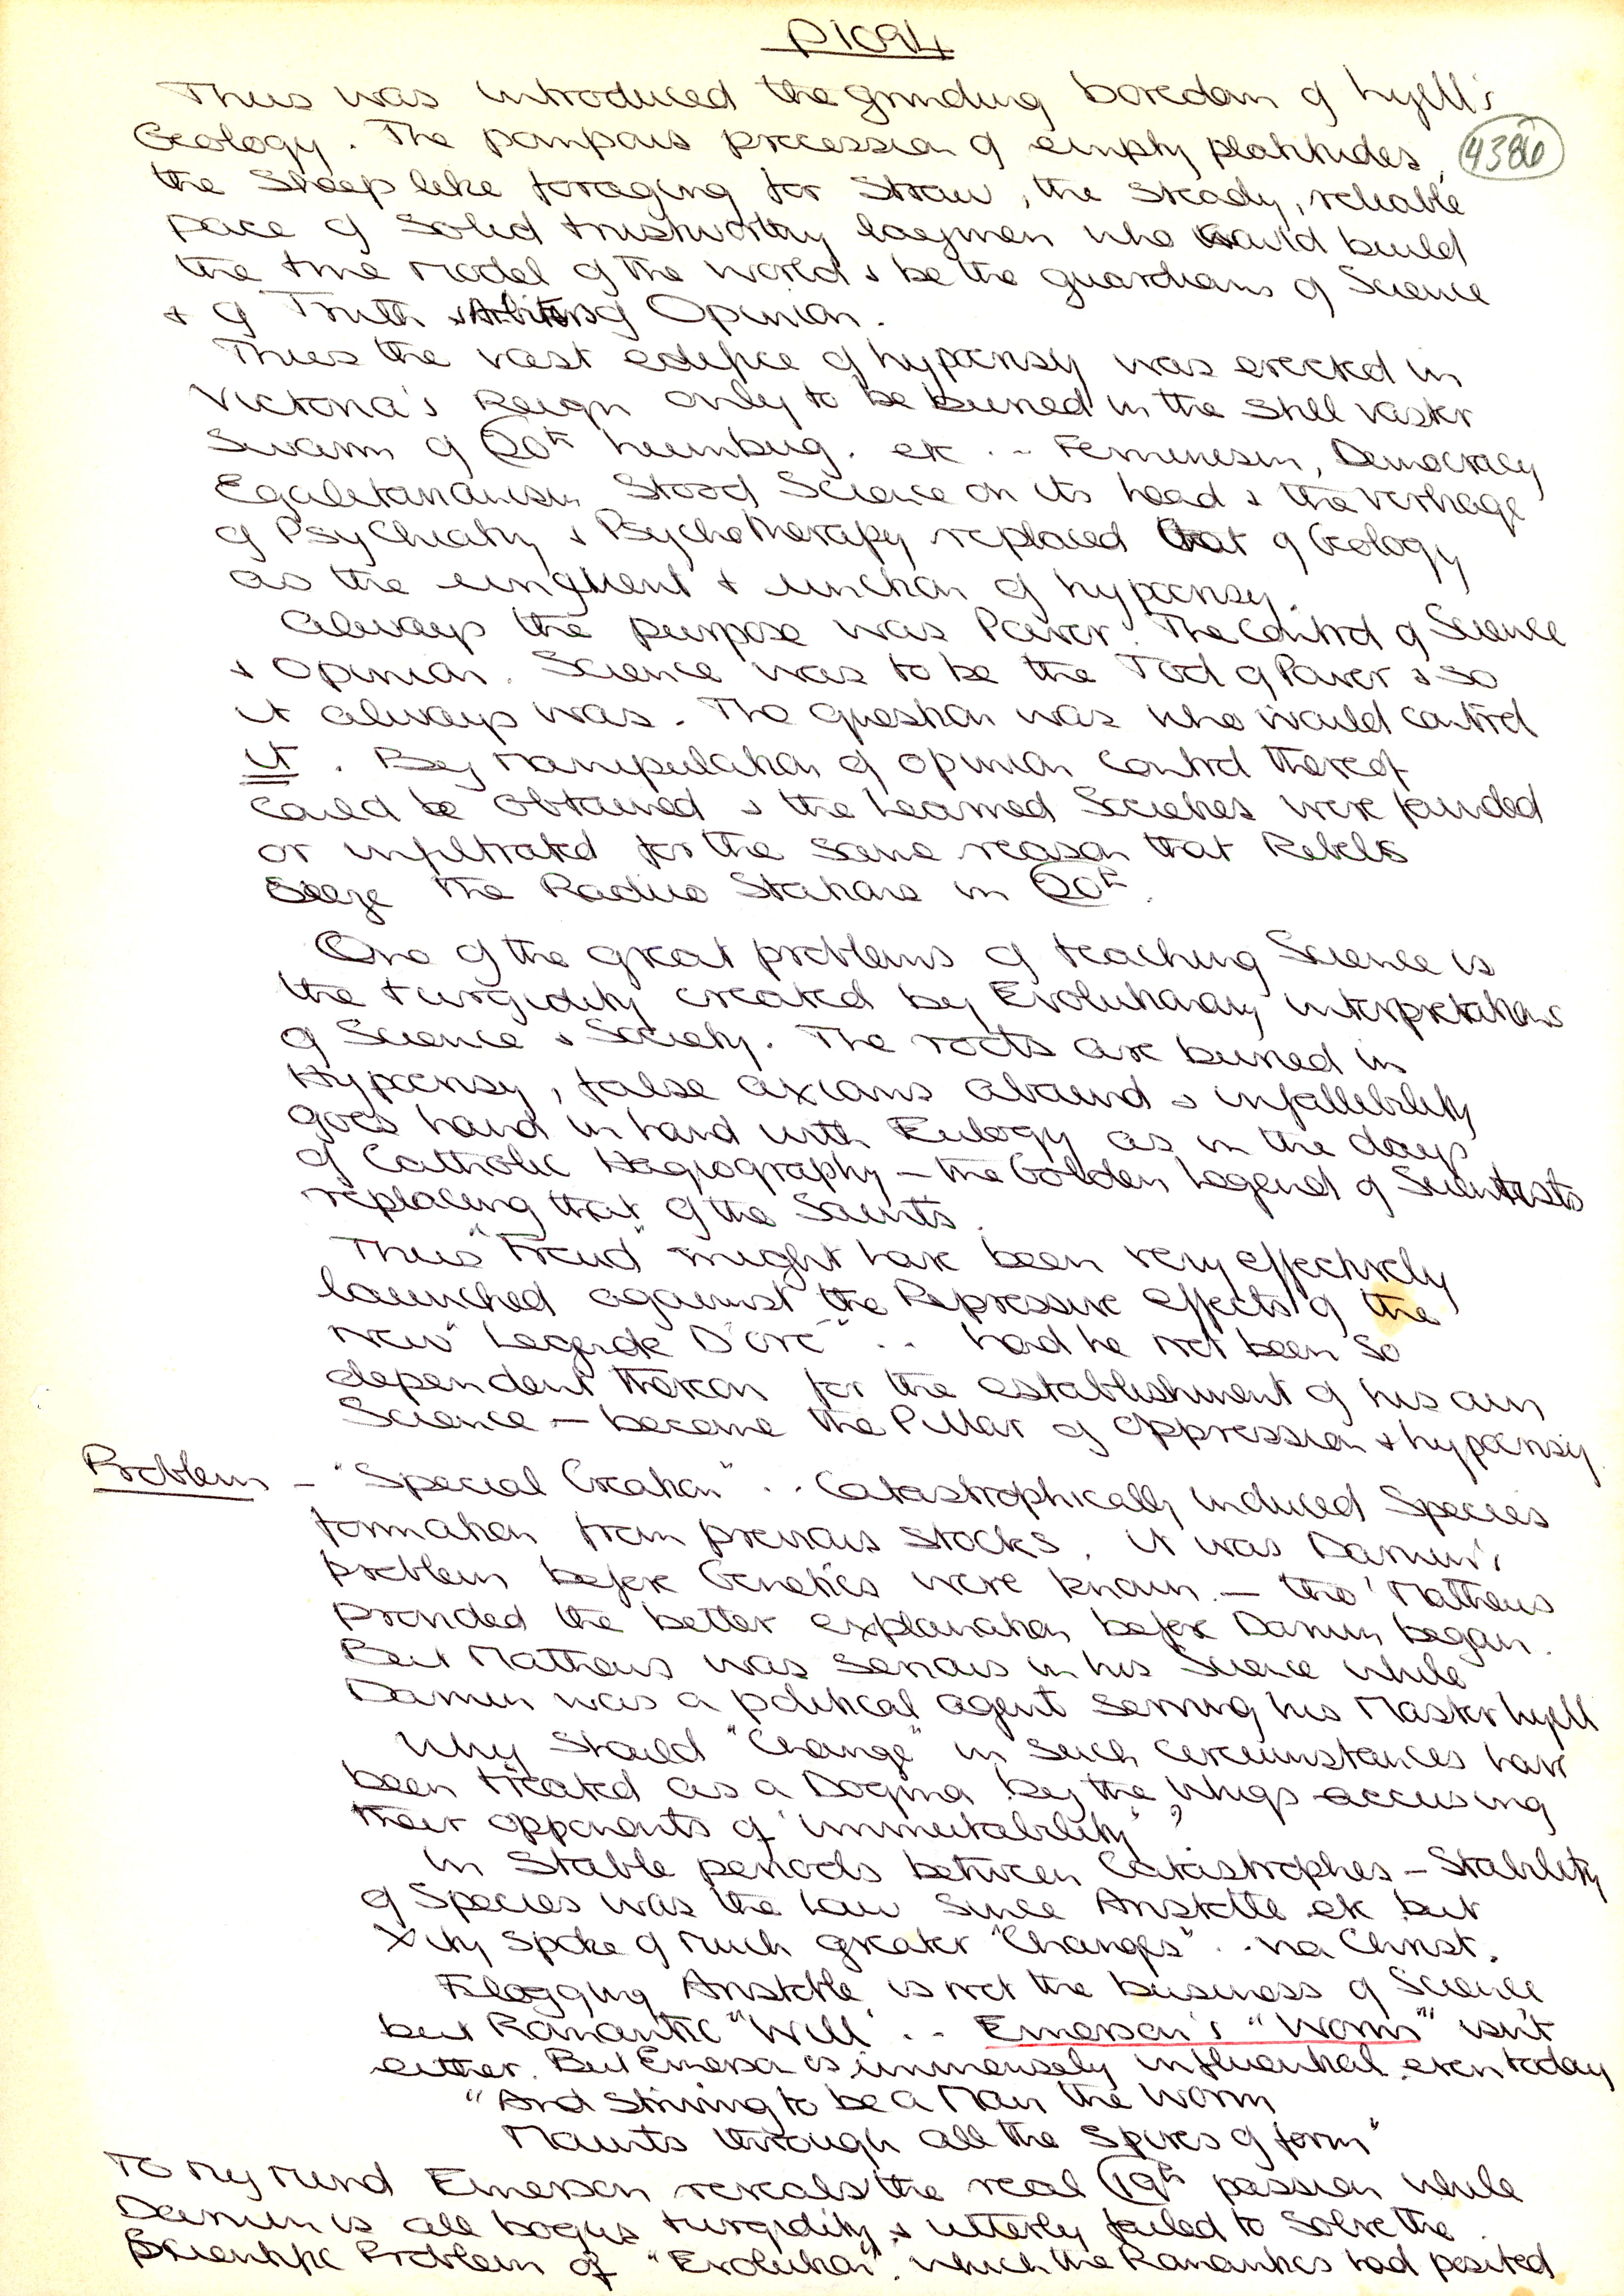 P1094
Thus was introduced the grinding boredom of Lyell's
Geology. The pompous procession of empty platitudes,
4386
the Sheep like foraging for Straw, the steady, reliable
pace of Solid trustworthy laymen who would build
the true Model of the World & be the guardians of Science
& of Truth & Arbiters of Opinion.
Thus the vast edifice of hypocrisy was erected in
Victoria's Reign only to be buried in the still vaster
Swarm of 20th humbug. etc .. Feminism, Democracy
Egalitarianism Stood Science on its head & the verbiage
of Psychiatry & Psychotherapy replaced that of Geology
as the unguent & unction of hypocrisy.
Always the purpose was Power. The Control of Science
& Opinion. Science was to be the Tool of Power & so
it always was. The question was who would control
it. By Manipulation of opinion Control thereof
could be obtained & the Learned Societies were founded
or infiltrated for the same reason that Rebels
Seize the Radio Stations in 20th.
One of the great problems of teaching Science is
the turgidity created by Evolutionary interpretations
of Science & Society. The roots are buried in
Hypocrisy, false axioms abound & infallibility
goes hand in hand with Eulogy as in the days
of Catholic Hagiography – the Golden Legend of Scientists
replacing that of the Saints.
Thus "Freud" might have been very effectively
launched against the Repressive effects of the
New "Legende D'ore" .. had he not been so
dependent thereon for the establishment of his own
Science – became the Pillar of Oppression & hypocrisy.
Problem – "Special Creation" .. Catastrophically induced Species
formation from previous stocks. it was Darwin's
problem before Genetics were known. – tho' Matthews
provided the better explanation before Darwin began.
But Matthews was serious in his Science while
Darwin was a political agent serving his Master Lyell
Why should "Change" in such circumstances have
been treated as a Dogma by the Whigs accusing
their opponents of "immutability"?
In Stable periods between Catastrophes – Stability
of Species was the Law since Aristotle etc but
Xity spoke of much greater "Changes" .. via Christ.
Flogging Aristotle is not the business of Science
but Romantic "Will" .. Emerson's "Worm" isn't
either. But Emerson is immensely influential even today
"And Striving to be a Man the Worm
Mounts through all the Spires of form"
To My Mind Emerson reveals the real 19th passion while
Darwin is all bogus turgidity & utterly failed to solve the
Scientific Problem of "Evolution". which the Romantics had posited